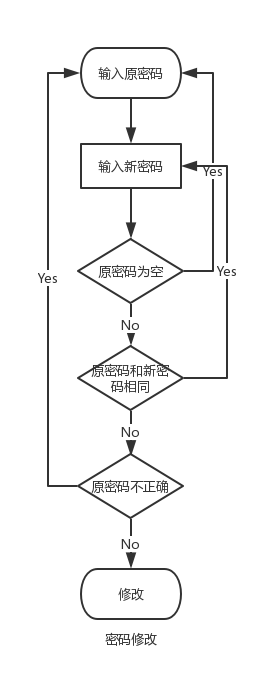 输入原密码
输入新密码
Yes
原密码为空
Yes
Yes
No
原密码和新密
码相同
No
原密码不正确
No
修改
密码修改